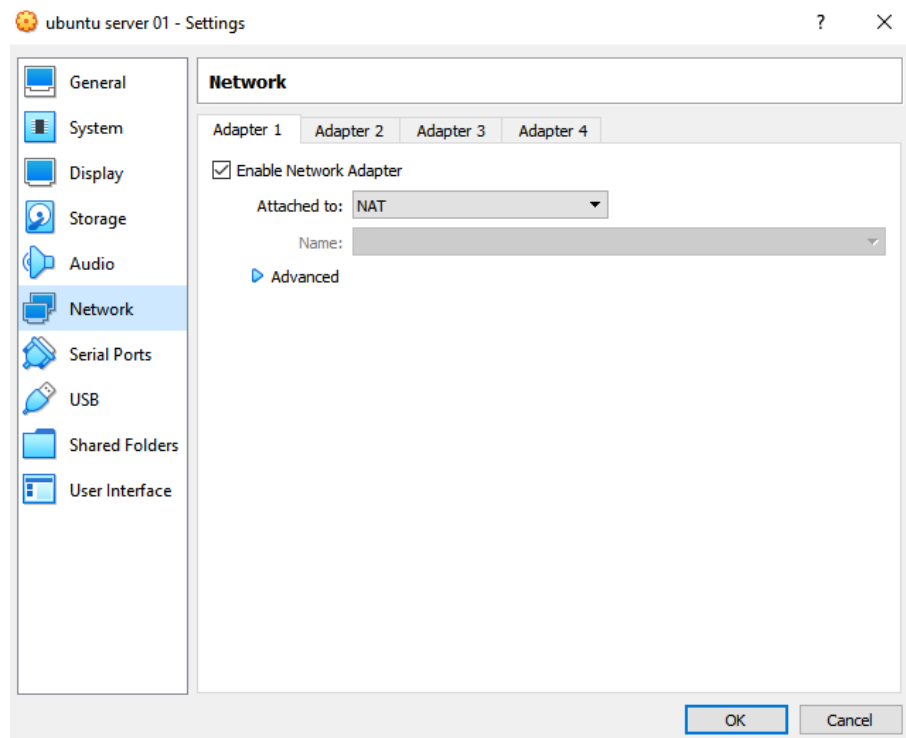 ubuntu server 01 - Settings
?
General
System
Display
Storage
Audio
Network
Serial Ports
USB
Shared Folders
User Interface
Network
Adapter 1
Adapter 2
Adapter 3
Adapter 4
Enable Network Adapter
Attached to: NAT
Name:
Advanced
OK
Cancel